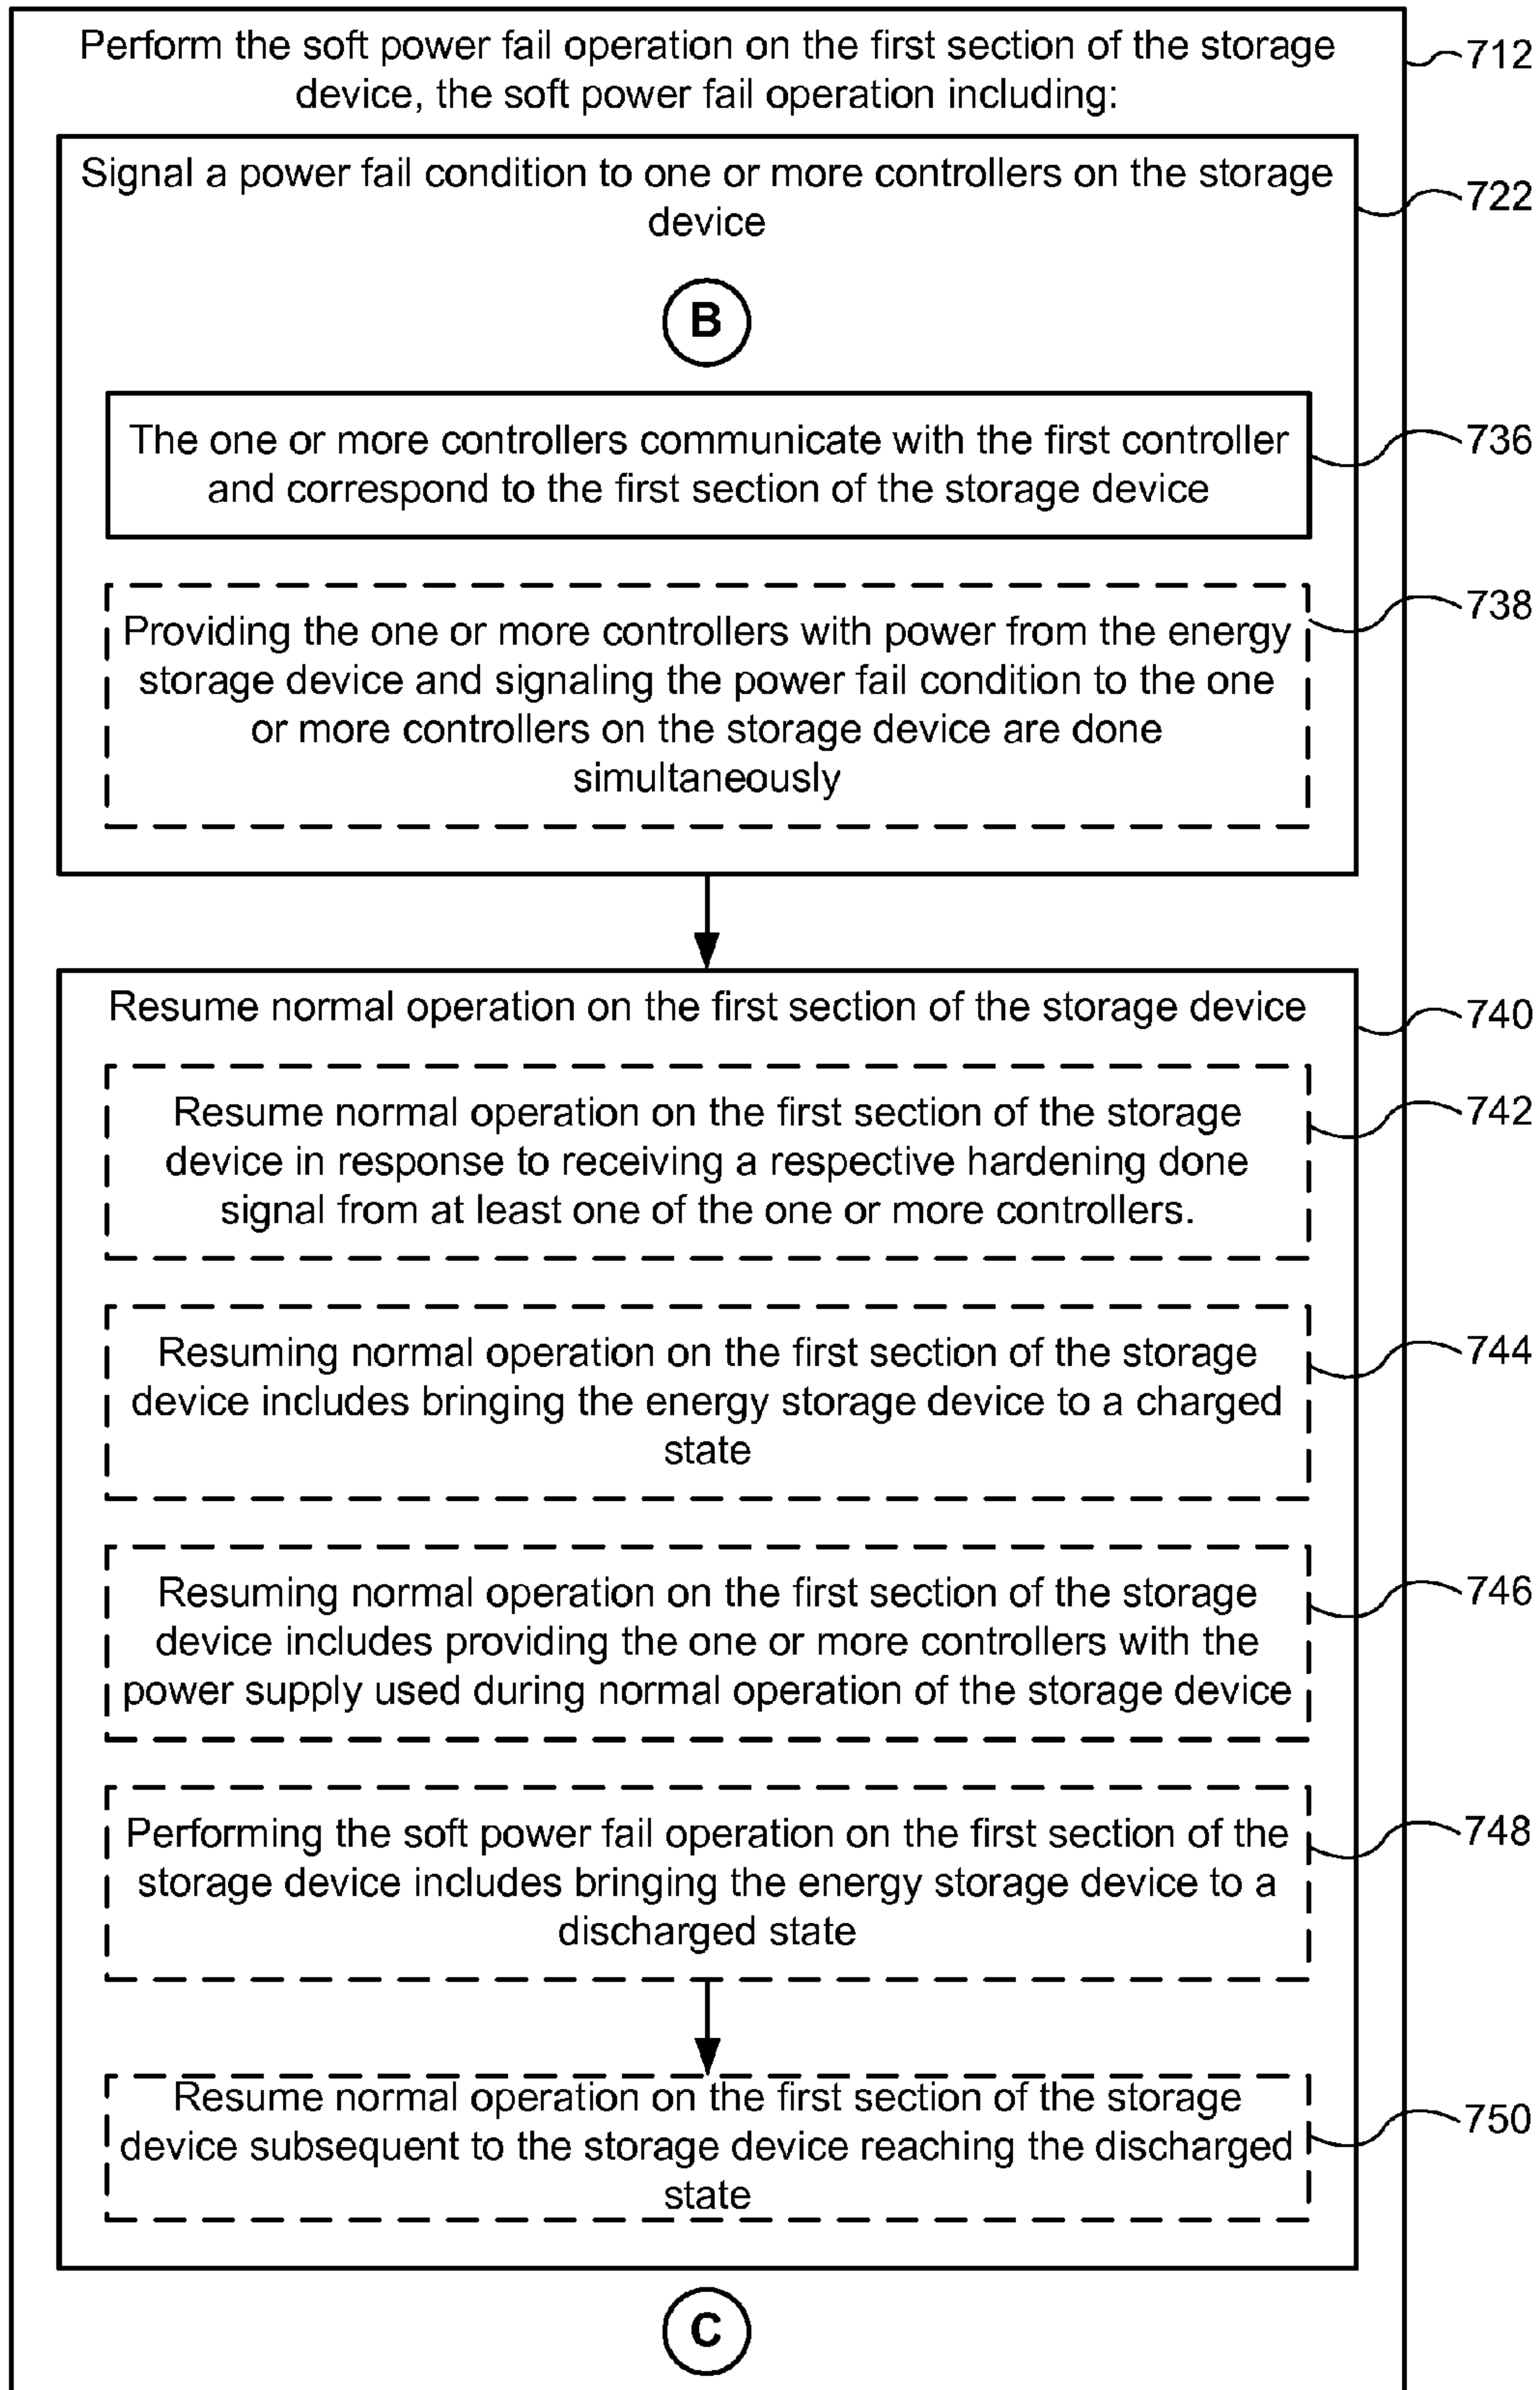 Perform the soft power fail operation on the first section of the storage
device, the soft power fail operation including:
712
Signal a power fail condition to one or more controllers on the storage
device
722
B
The one or more controllers communicate with the first controller
and correspond to the first section of the storage device
736
Providing the one or more controllers with power from the energy
storage device and signaling the power fail condition to the one
or more controllers on the storage device are done
simultaneously
738
Resume normal operation on the first section of the storage device
740
Resume normal operation on the first section of the storage
device in response to receiving a respective hardening done
signal from at least one of the one or more controllers.
742
Resuming normal operation on the first section of the storage
device includes bringing the energy storage device to a charged
state
744
Resuming normal operation on the first section of the storage
device includes providing the one or more controllers with the
power supply used during normal operation of the storage device
746
Performing the soft power fail operation on the first section of the
storage device includes bringing the energy storage device to a
discharged state
748
Resume normal operation on the first section of the storage
device subsequent to the storage device reaching the discharged
state
750
C